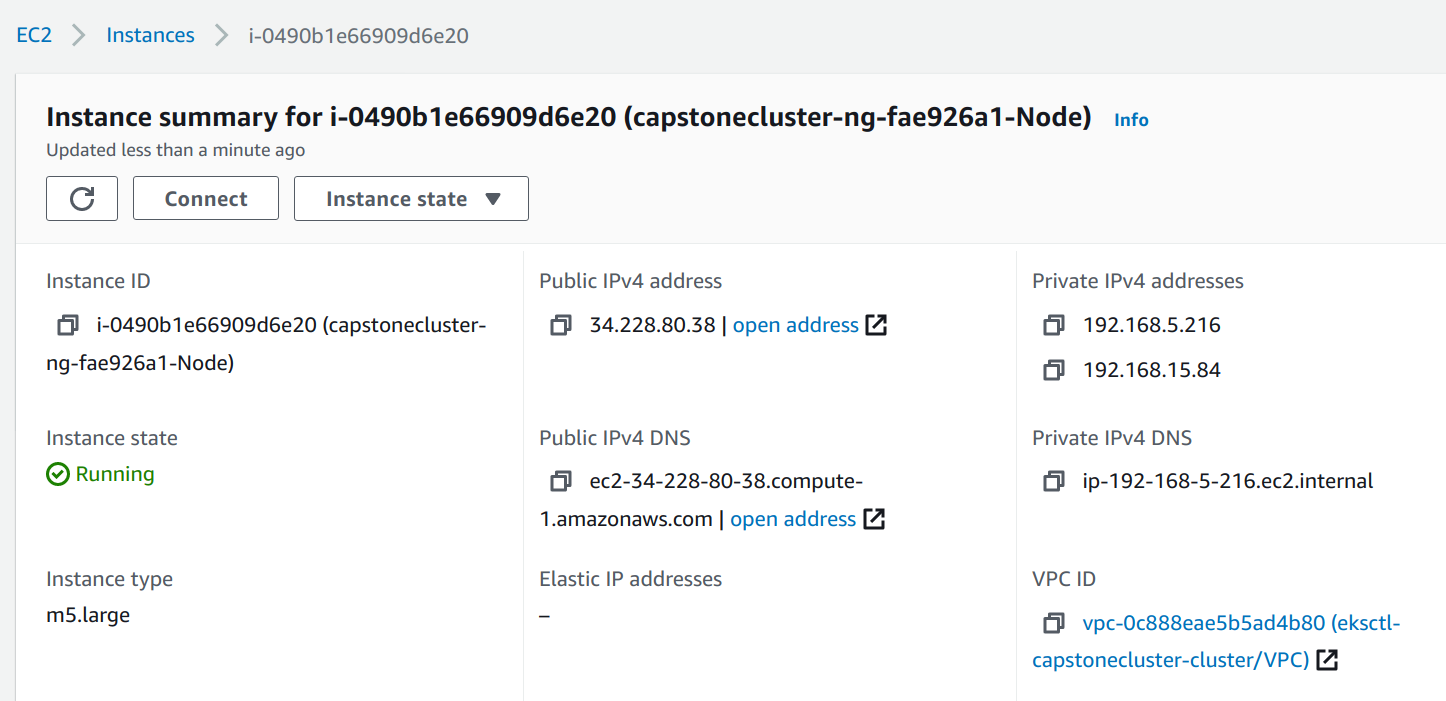 EC2 > Instances > i-0490b1e66909d6e20
Instance summary for i-0490b1e66909d6e20 (capstonecluster-ng-fae926a1-Node) Info
Updated less than a minute ago
Connect
Instance state
Instance ID
i-0490b1e66909d6e20 (capstonecluster-
ng-fae926a1-Node)
Public IPv4 address
34.228.80.38 | open address
Private IPv4 addresses
192.168.5.216
192.168.15.84
Instance state
Running
Public IPv4 DNS
ec2-34-228-80-38.compute-
1.amazonaws.com | open address
Private IPv4 DNS
ip-192-168-5-216.ec2.internal
Instance type
m5.large
Elastic IP addresses
–
VPC ID
vpc-0c888eae5b5ad4b80 (eksctl-
capstonecluster-cluster/VPC)